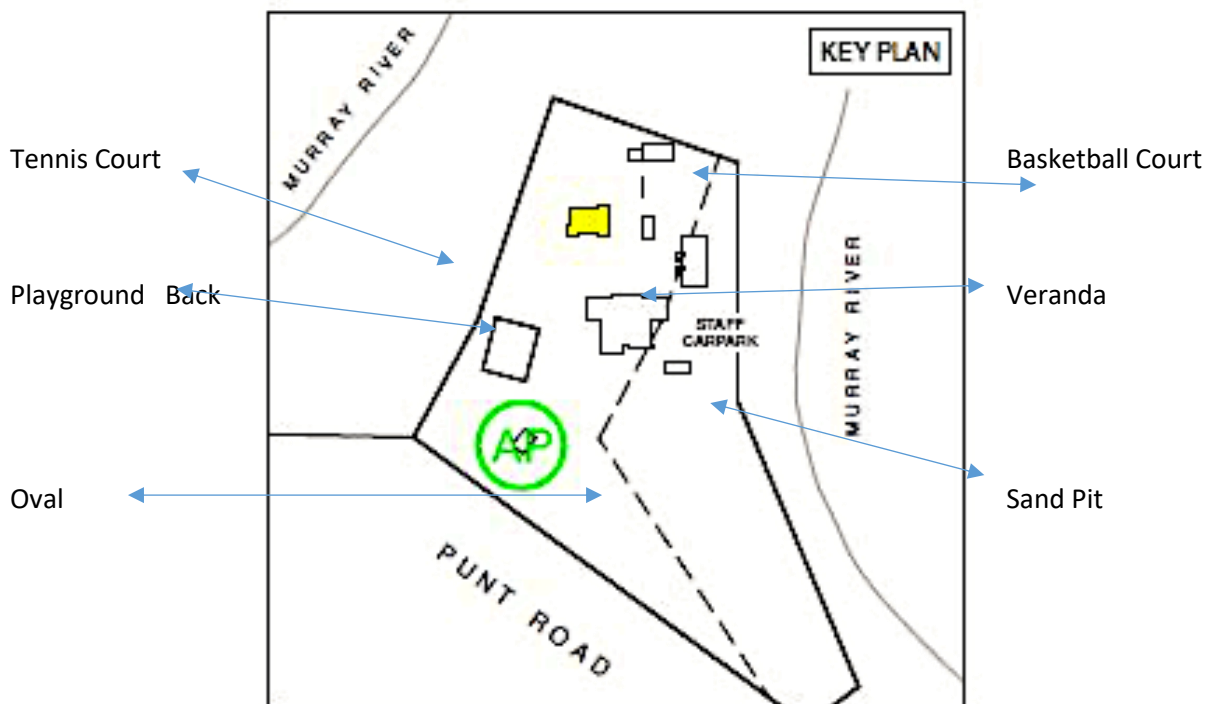 KEY PLAN
MURRAY RIVER
Tennis Court
Basketball Court
Playground Back
Veranda
STAFF
CARPARK
MURRAY RIVER
AP
Oval
Sand Pit
PUNT ROAD